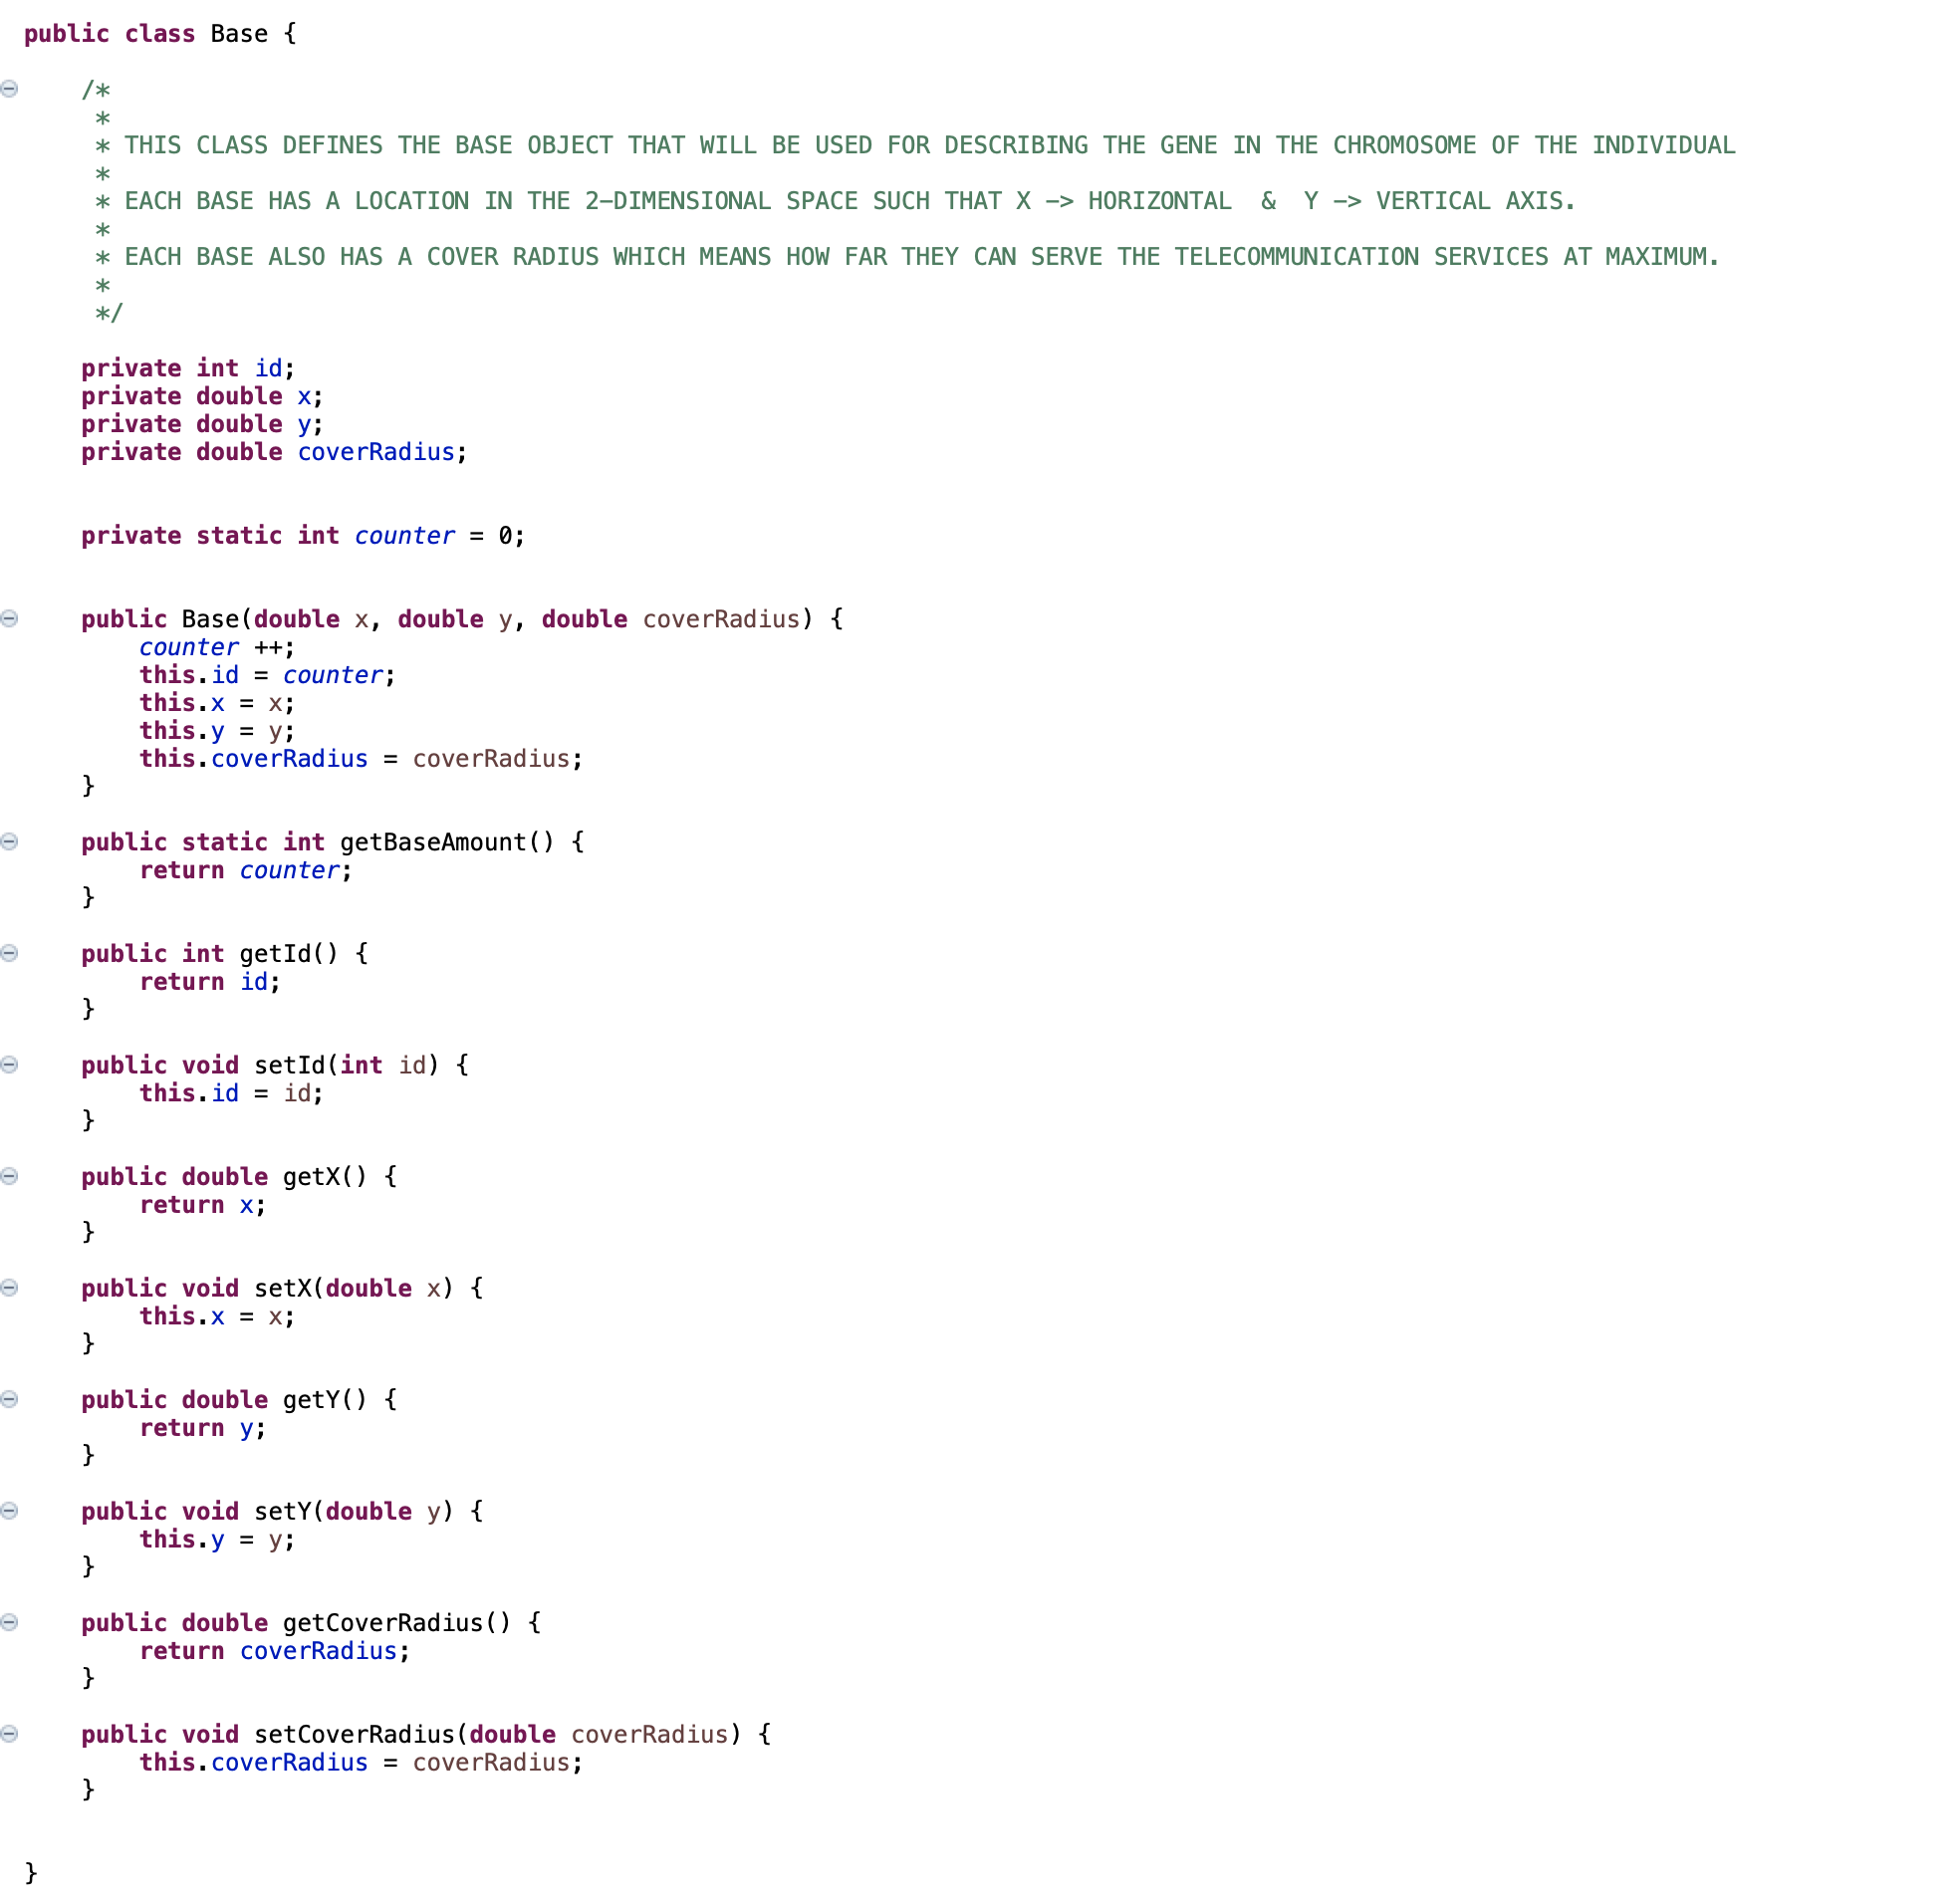 public class Base {
/*
*
* THIS CLASS DEFINES THE BASE OBJECT THAT WILL BE USED FOR DESCRIBING THE GENE IN THE CHROMOSOME OF THE INDIVIDUAL
*
* EACH BASE HAS A LOCATION IN THE 2-DIMENSIONAL SPACE SUCH THAT X -> HORIZONTAL  &  Y -> VERTICAL AXIS.
*
* EACH BASE ALSO HAS A COVER RADIUS WHICH MEANS HOW FAR THEY CAN SERVE THE TELECOMMUNICATION SERVICES AT MAXIMUM.
*
*/
private int id;
private double x;
private double y;
private double coverRadius;
private static int counter = 0;
public Base(double x, double y, double coverRadius) {
counter ++;
this.id = counter;
this.x = x;
this.y = y;
this.coverRadius = coverRadius;
}
public static int getBaseAmount() {
return counter;
}
public int getId() {
return id;
}
public void setId(int id) {
this.id = id;
}
public double getX() {
return x;
}
public void setX(double x) {
this.x = x;
}
public double getY() {
return y;
}
public void setY(double y) {
this.y = y;
}
public double getCoverRadius() {
return coverRadius;
}
public void setCoverRadius(double coverRadius) {
this.coverRadius = coverRadius;
}
}